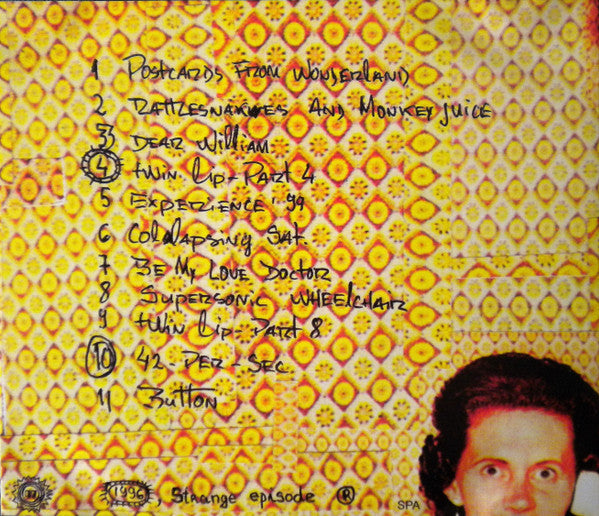 1 Postcards From Wonderland
2 Rattlesnakes And Monkey juice
3 Dear William
4 twin lip - Part 4
5 Experience '99
6 Collapsing Sat.
7 Be My Love Doctor
8 Supersonic Wheelchair
9 twin lip - Part 8
10 42 - Per - Sec
11 Button
1996, Strange episode ®
SPA